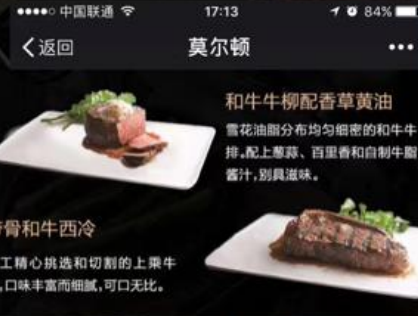 中国联通 17:13 84%
返回 莫尔顿
和牛牛柳配香草黄油
雪花油脂分布均匀细密的和牛牛
排。配上葱蒜、百里香和自制牛脂
酱汁，别具滋味。
骨和牛西冷
工精心挑选和切割的上乘牛
，口味丰富而细腻，可口无比。